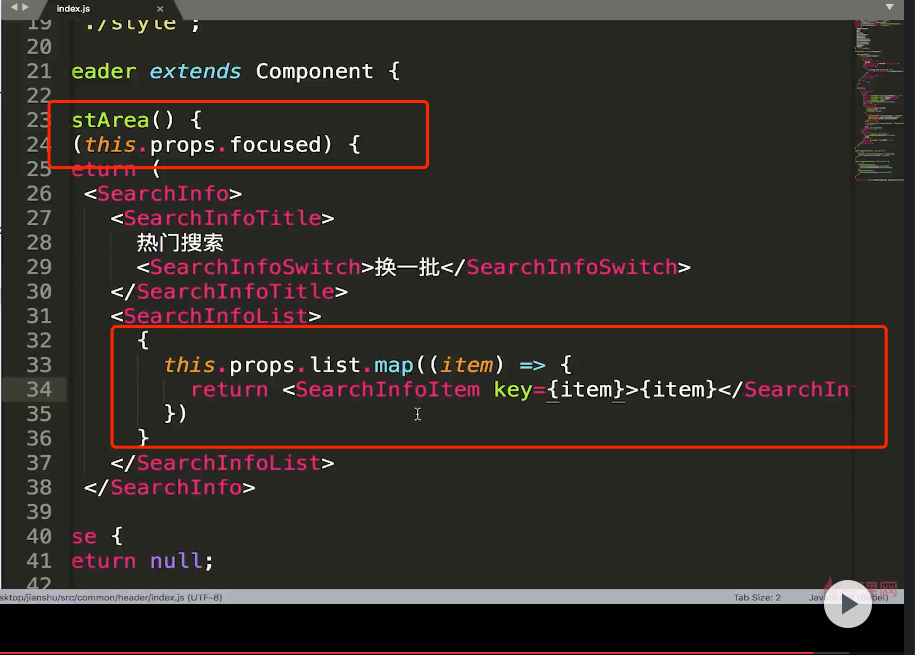 index.js
19 './style';
20
21 eader extends Component {
22
23 stArea() {
24 (this.props.focused) {
25 eturn (
26 <SearchInfo>
27 <SearchInfoTitle>
28 热门搜索
29 <SearchInfoSwitch>换一批</SearchInfoSwitch>
30 </SearchInfoTitle>
31 <SearchInfoList>
32 {
33 this.props.list.map((item) => {
34 return <SearchInfoItem key={item}>{item}</SearchIn
35 })
36 }
37 </SearchInfoList>
38 </SearchInfo>
39
40 se {
41 eturn null;
42
sktop/jianshu/src/common/header/index.js (UTF-8) Tab Size: 2